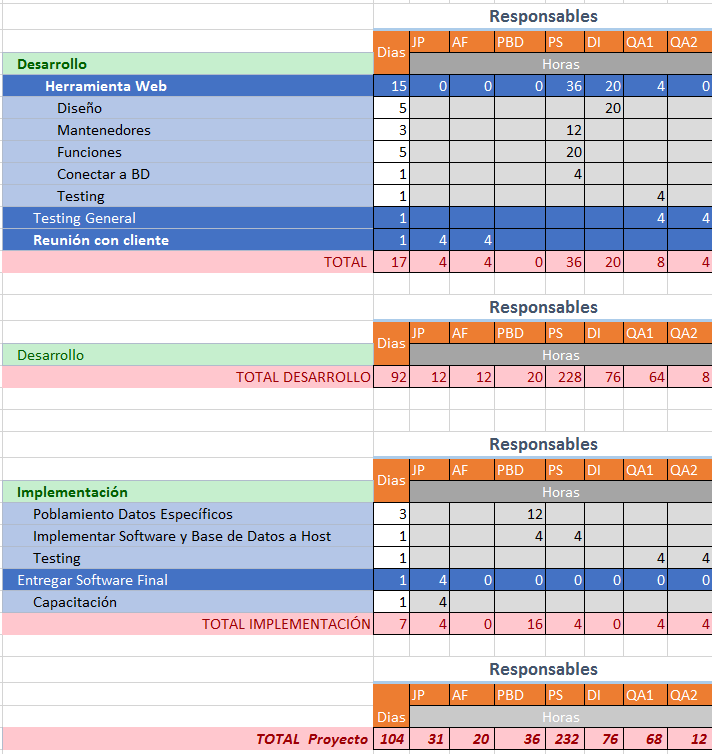 Responsables
Dias JP AF PBD PS DI QA1 QA2
Desarrollo Horas
Herramienta Web 15 0 0 0 36 20 4 0
Diseño 5 20
Mantenedores 3 12
Funciones 5 20
Conectar a BD 1 4
Testing 1 4
Testing General 1 4 4
Reunión con cliente 1 4 4
TOTAL 17 4 4 0 36 20 8 4
Responsables
Dias JP AF PBD PS DI QA1 QA2
Desarrollo Horas
TOTAL DESARROLLO 92 12 12 20 228 76 64 8
Responsables
Dias JP AF PBD PS DI QA1 QA2
Implementación Horas
Poblamiento Datos Específicos 3 12
Implementar Software y Base de Datos a Host 1 4 4
Testing 1 4 4
Entregar Software Final 1 4 0 0 0 0 0 0
Capacitación 1 4
TOTAL IMPLEMENTACIÓN 7 4 0 16 4 0 4 4
Responsables
JP AF PBD PS DI QA1 QA2
Dias Horas
TOTAL Proyecto 104 31 20 36 232 76 68 12